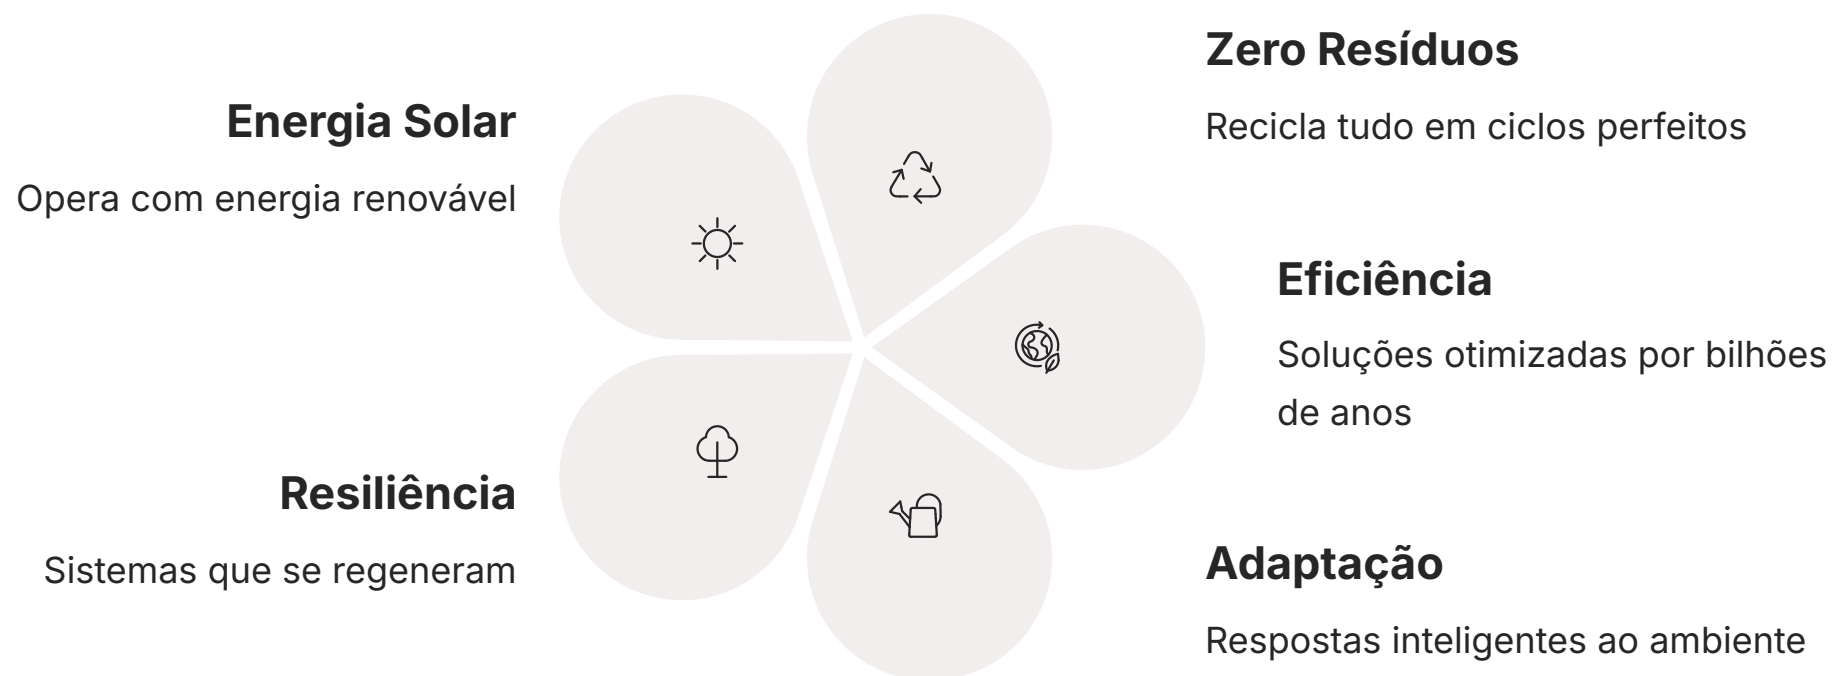 Energia Solar
Opera com energia renovável
Zero Resíduos
Recicla tudo em ciclos perfeitos
Eficiência
Soluções otimizadas por bilhões
de anos
Resiliência
Sistemas que se regeneram
Adaptação
Respostas inteligentes ao ambiente